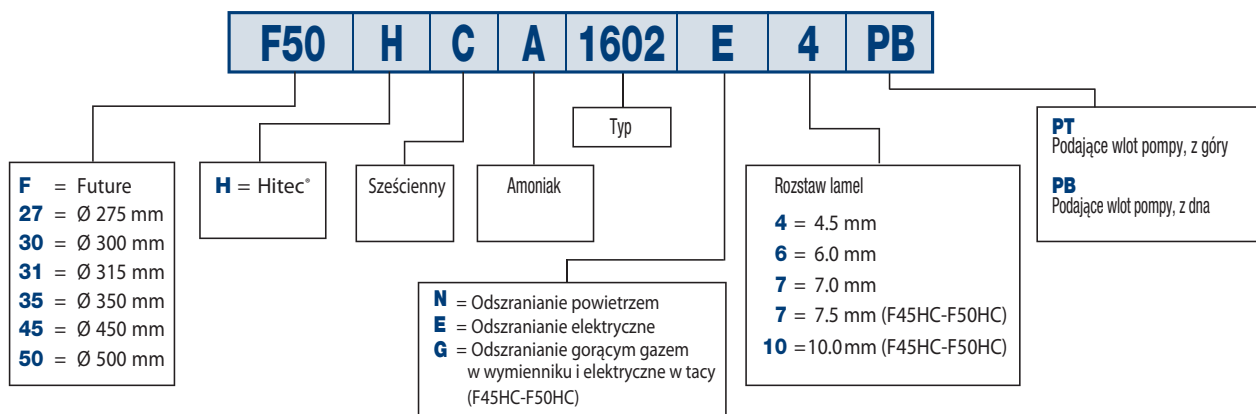 F50 H C A 1602 E 4 PB
Typ
F = Future
27 = Ø 275 mm
30 = Ø 300 mm
31 = Ø 315 mm
35 = Ø 350 mm
45 = Ø 450 mm
50 = Ø 500 mm
H = Hitec®
Sześcienny
Amoniak
N = Odszranianie powietrzem
E = Odszranianie elektryczne
G = Odszranianie gorącym gazem
w wymienniku i elektryczne w tacy
(F45HC-F50HC)
Rozstaw lamel
4 = 4.5 mm
6 = 6.0 mm
7 = 7.0 mm
7 = 7.5 mm (F45HC-F50HC)
10 =10.0 mm (F45HC-F50HC)
PT
Podające wlot pompy, z góry
PB
Podające wlot pompy, z dna